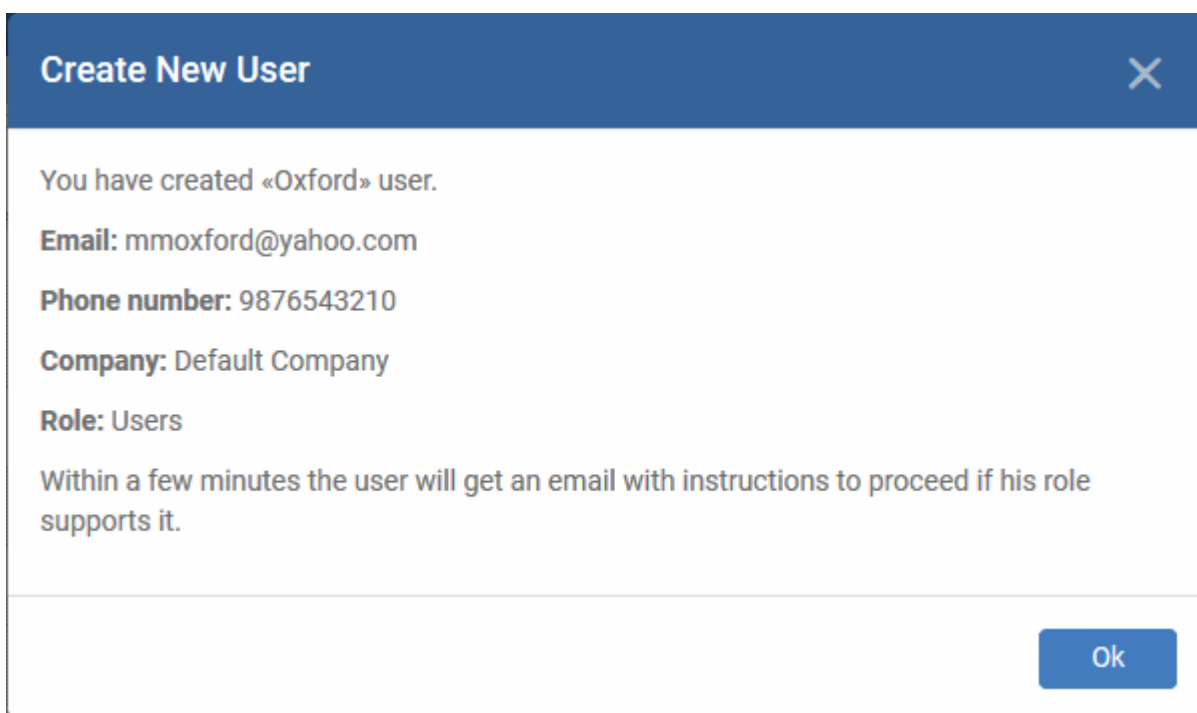 Create New User
You have created «Oxford» user.
Email: mmoxford@yahoo.com
Phone number: 9876543210
Company: Default Company
Role: Users
Within a few minutes the user will get an email with instructions to proceed if his role
supports it.
Ok